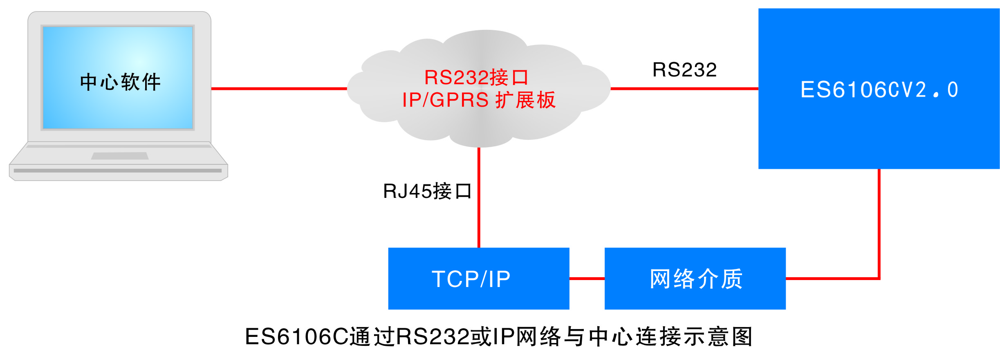 中心软件
RS232接口
IP/GPRS 扩展板
RS232
ES6106CV2.0
RJ45接口
TCP/IP
网络介质
ES6106C通过RS232或IP网络与中心连接示意图